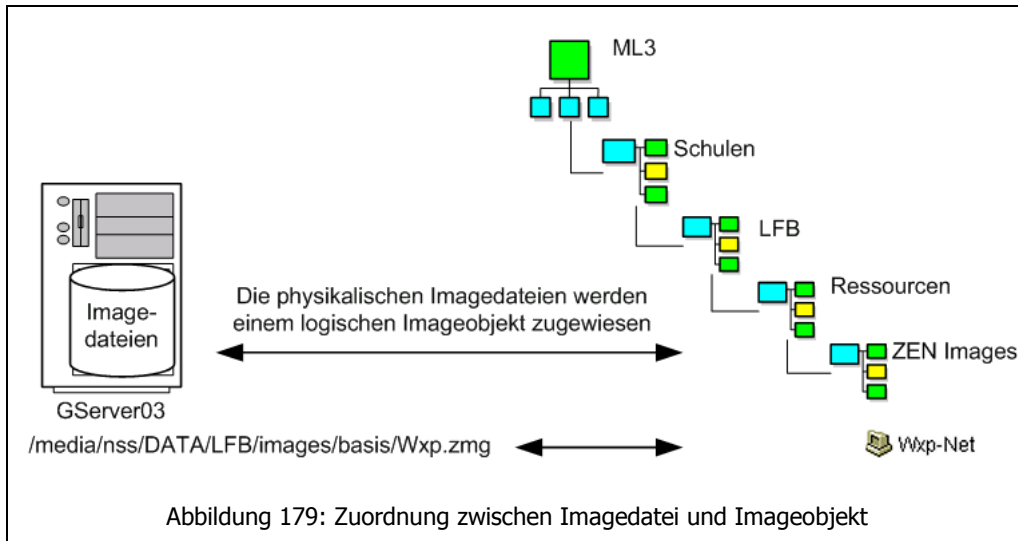 ML3
Schulen
LFB
Ressourcen
ZEN Images
Image-
dateien
Die physikalischen Imagedateien werden
einem logischen Imageobjekt zugewiesen
GServer03
/media/nss/DATA/LFB/images/basis/Wxp.zmg
Wxp-Net
Abbildung 179: Zuordnung zwischen Imagedatei und Imageobjekt